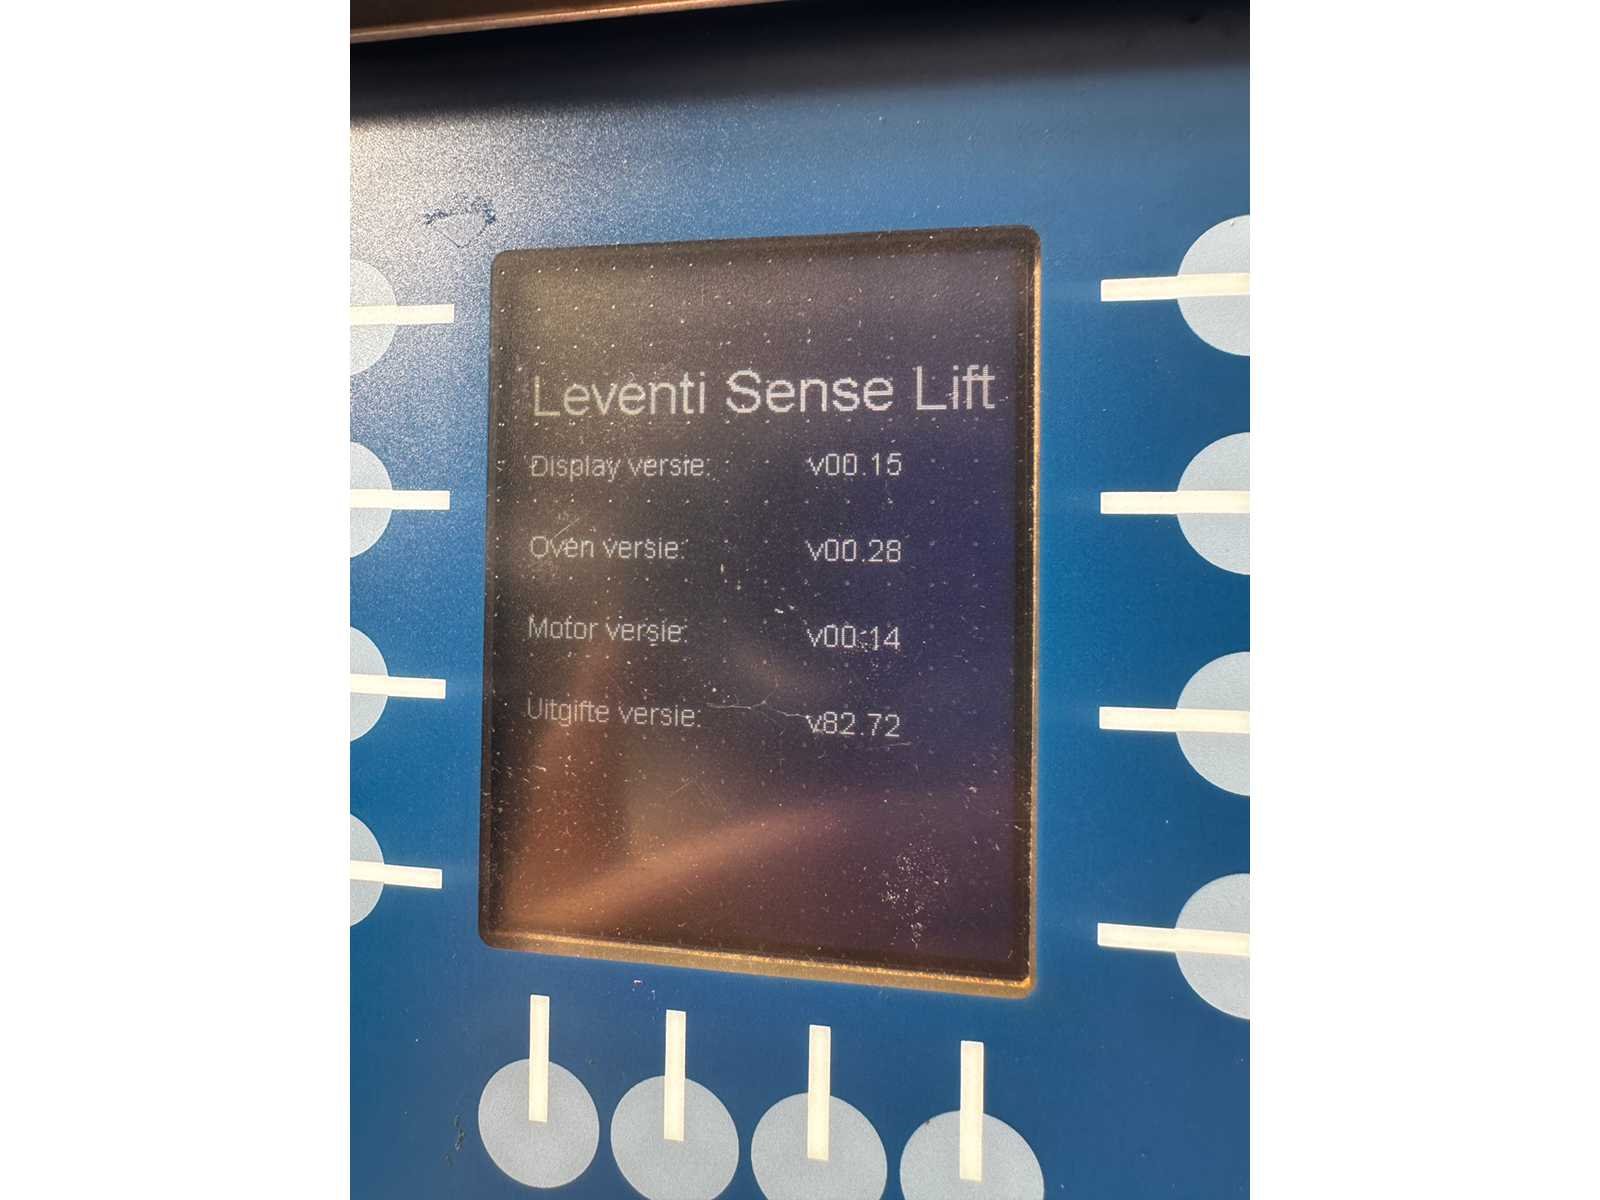 Leventi Sense Lift
Display versie: v00.15
Oven versie: v00.28
Motor versie: v00.14
Uitgifte versie: v82.72